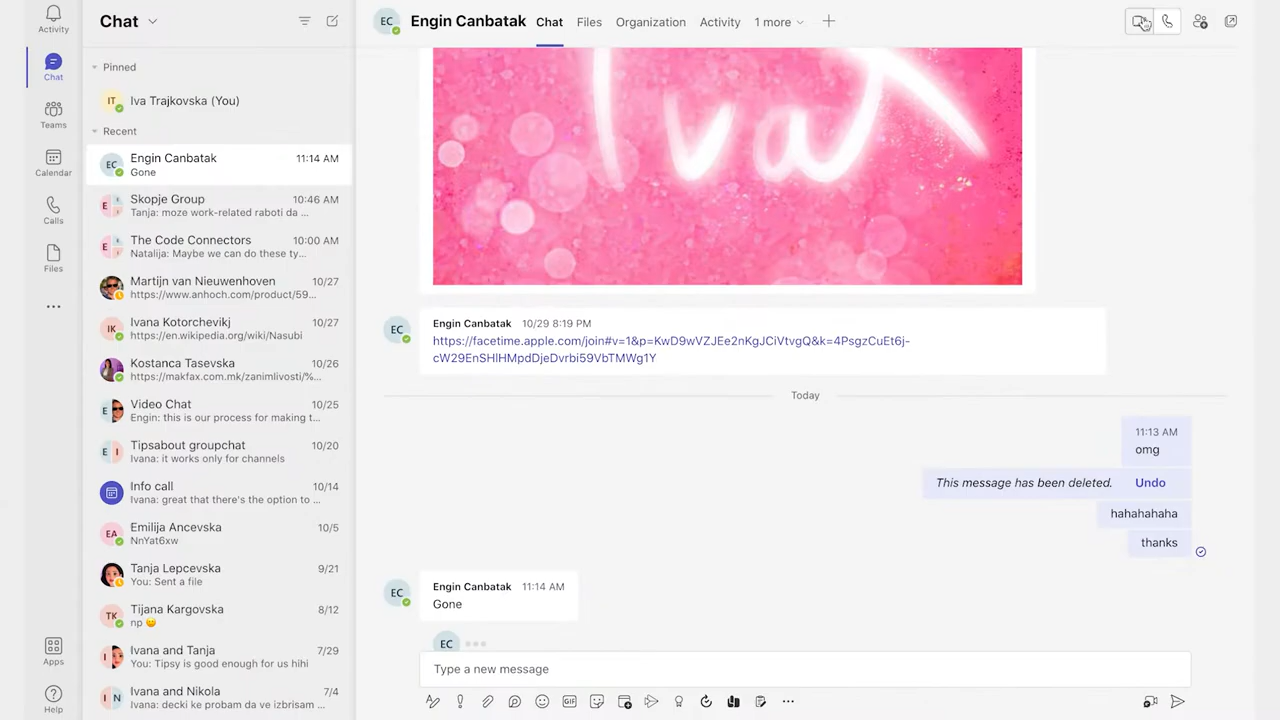 Activity
Chat
Teams
Calendar
Calls
Files
Apps
Help
Chat
Pinned
IT
Iva Trajkovska (You)
Recent
EC
Engin Canbatak
11:14 AM
Gone
E
Skopje Group
10:46 AM
Tanja: moze work-related raboti da ...
E
The Code Connectors
10:00 AM
Natalija: Maybe we can do these ty...
Martijn van Nieuwenhoven
10/27
https://www.anhoch.com/product/59...
IK
Ivana Kotorchevikj
10/27
https://en.wikipedia.org/wiki/Nasubi
Kostanca Tasevska
10/26
https://makfax.com.mk/zanimlivosti/%...
E
Video Chat
10/25
Engin: this is our process for making t...
E I
Tipsabout groupchat
10/20
Ivana: it works only for channels
Info call
10/14
Ivana: great that there's the option to ...
EA
Emilija Ancevska
10/5
NnYat6xw
Tanja Lepcevska
9/21
You: Sent a file
TK
Tijana Kargovska
8/12
np
I
Ivana and Tanja
7/29
You: Tipsy is good enough for us hihi
I N
Ivana and Nikola
7/4
Ivana: decki ke probam da ve izbrisam ...
EC
Engin Canbatak
Chat
Files
Organization
Activity
1 more
Iva
EC
Engin Canbatak 10/29 8:19 PM
https://facetime.apple.com/join#v=1&p=KwD9wVZJEe2nKgJCiVtvgQ&k=4PsgzCuEt6j-
cW29EnSHlHMpdDjeDvrbi59VbTMWg1Y
Today
11:13 AM
omg
This message has been deleted. Undo
hahahahaha
thanks
EC
Engin Canbatak 11:14 AM
Gone
EC
Type a new message
GIF